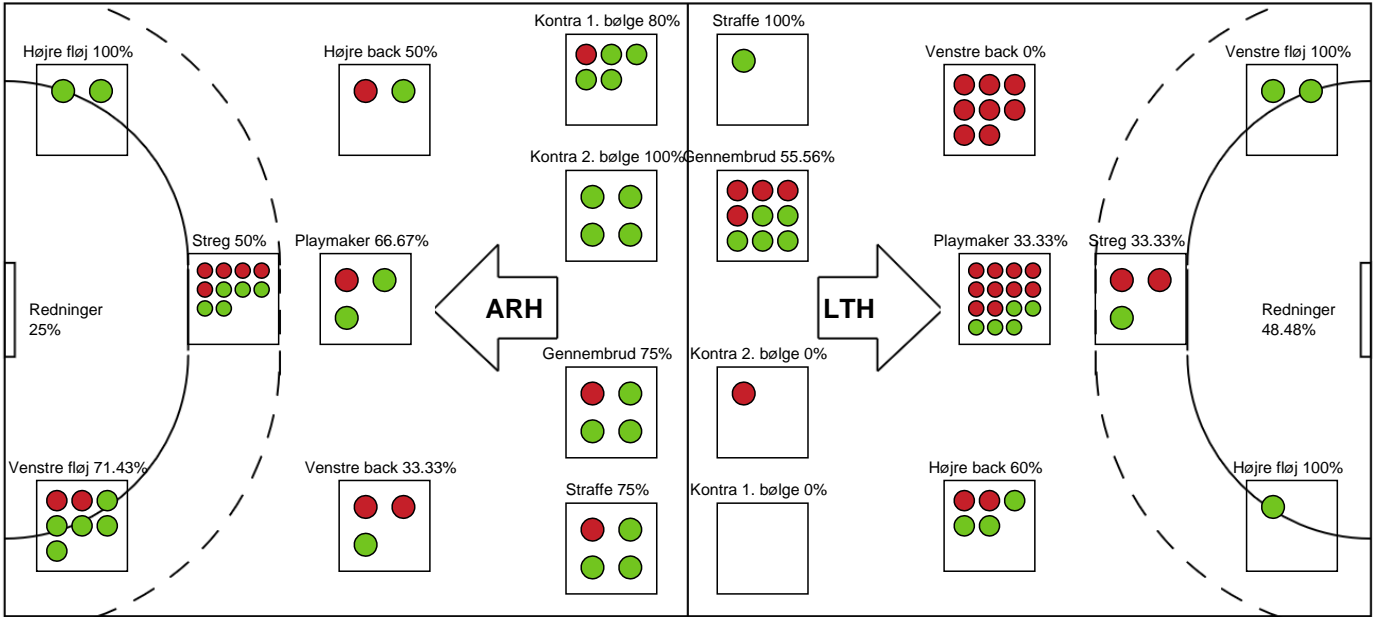 Kontra 1. bølge 80%
Straffe 100%
Højre fløj 100%
Højre back 50%
Venstre back 0%
Venstre fløj 100%
Kontra 2. bølge 100%
Gennembrud 55.56%
Streg 50%
Playmaker 66.67%
Playmaker 33.33%
Streg 33.33%
Redninger
25%
ARH
LTH
Redninger
48.48%
Gennembrud 75%
Kontra 2. bølge 0%
Venstre fløj 71.43%
Venstre back 33.33%
Straffe 75%
Kontra 1. bølge 0%
Højre back 60%
Højre fløj 100%